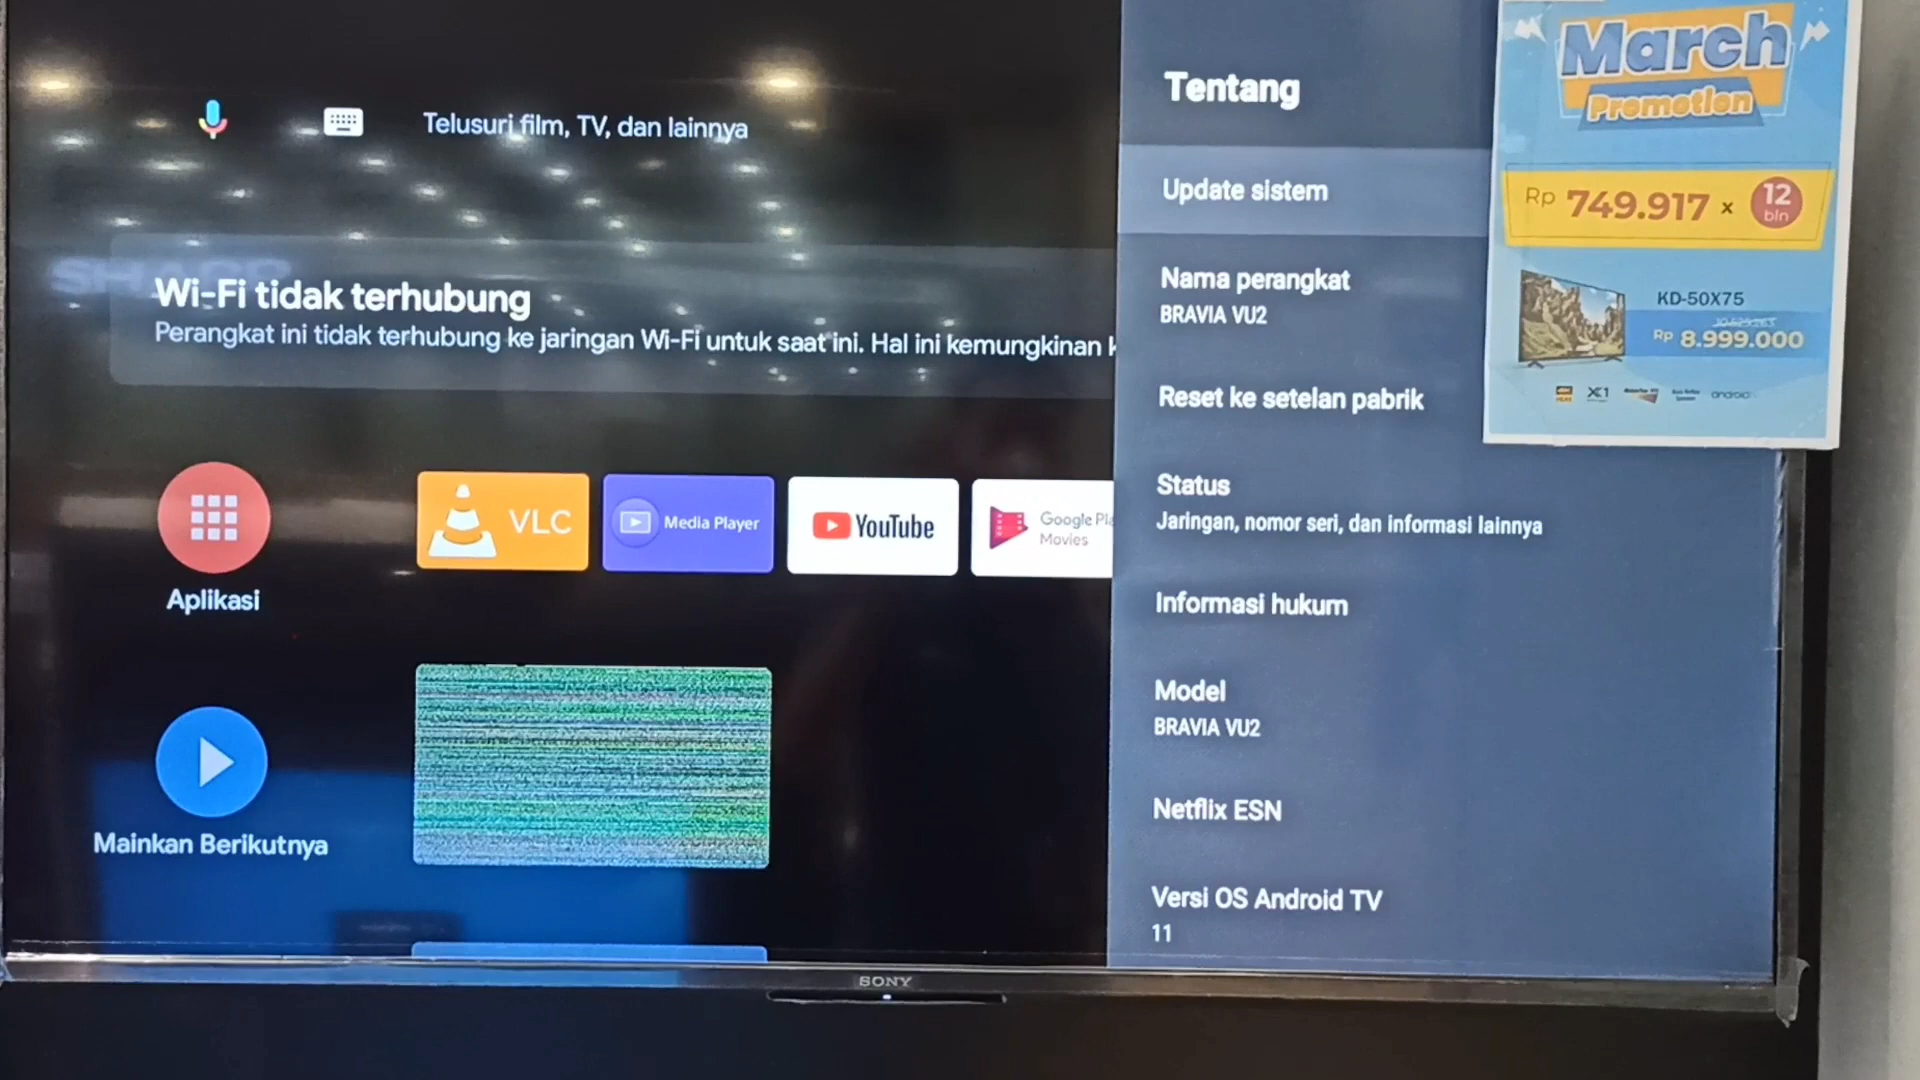 Telusuri film, TV, dan lainnya
SHARP
Wi-Fi tidak terhubung
Perangkat ini tidak terhubung ke jaringan Wi-Fi untuk saat ini. Hal ini kemungkinan
Aplikasi
VLC
Media Player
YouTube
Google Pla
Movies
Mainkan Berikutnya
Tentang
Update sistem
Nama perangkat
BRAVIA VU2
Reset ke setelan pabrik
Status
Jaringan, nomor seri, dan informasi lainnya
Informasi hukum
Model
BRAVIA VU2
Netflix ESN
Versi OS Android TV
11
March
Promotion
Rp 749.917 x 12 bln
KD-50X75
Rp 8.999.000
X1
android
SONY